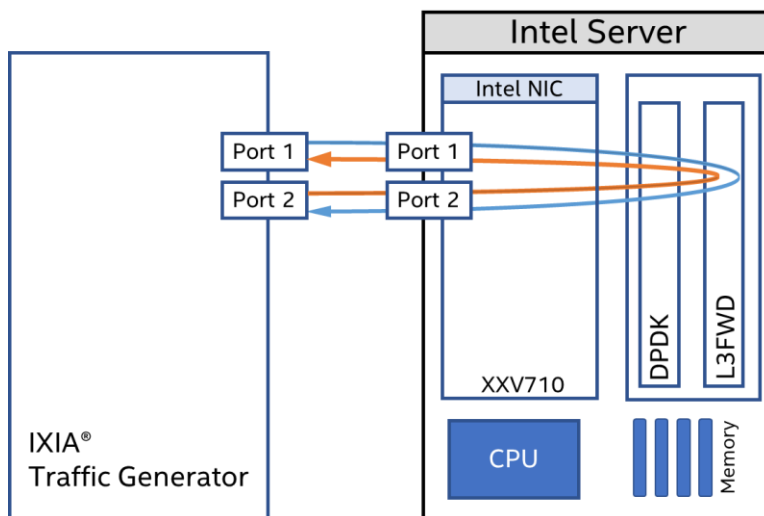 Intel Server
Intel NIC
Port 1
Port 1
Port 2
Port 2
DPDK
L3FWD
XXV710
IXIA®
Traffic Generator
CPU
Memory